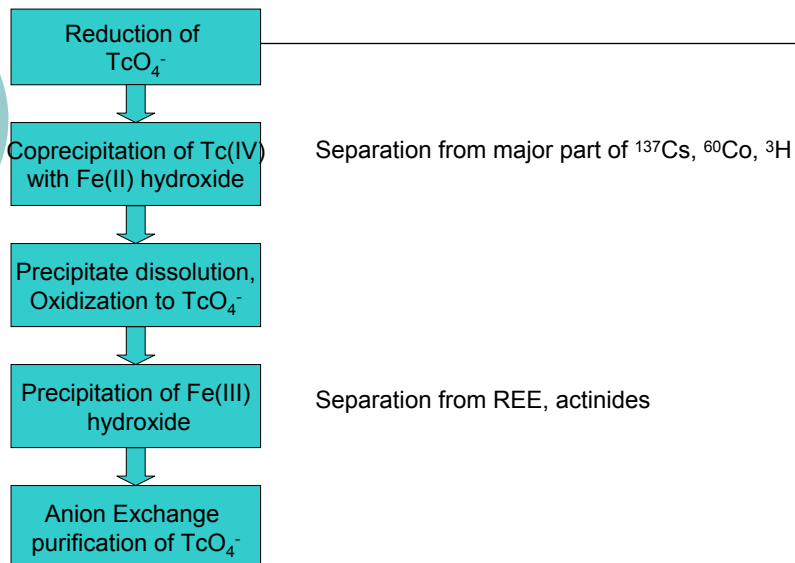 Reduction of
TcO₄⁻
Coprecipitation of Tc(IV)
with Fe(II) hydroxide
Separation from major part of ¹³⁷Cs, ⁶⁰Co, ³H
Precipitate dissolution,
Oxidization to TcO₄⁻
Precipitation of Fe(III)
hydroxide
Separation from REE, actinides
Anion Exchange
purification of TcO₄⁻